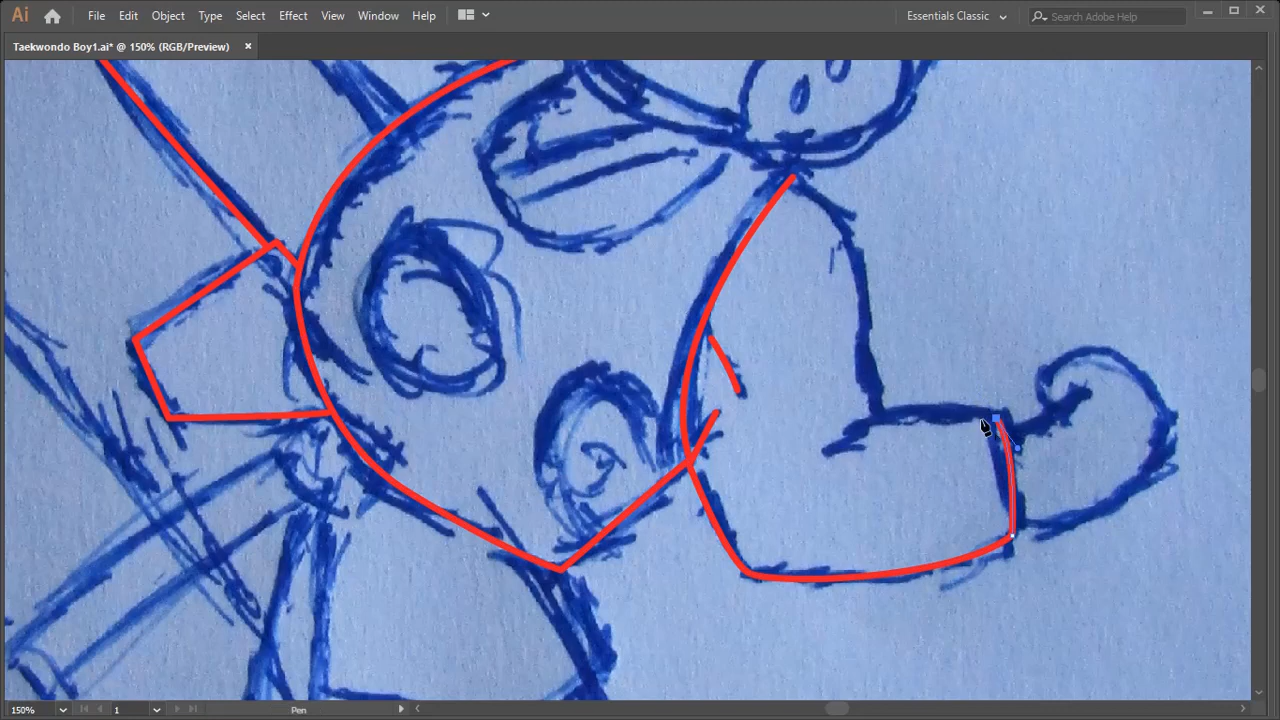 Ai File Edit Object Type Select Effect View Window Help Essentials Classic Search Adobe Help
Taekwondo Boy1.ai* @ 150% (RGB/Preview) ×
150% 1 Pen